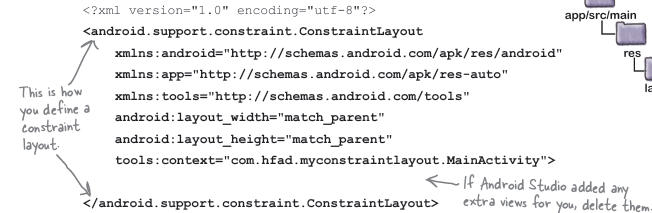 <?xml version="1.0" encoding="utf-8"?>
<android.support.constraint.ConstraintLayout
xmlns:android="http://schemas.android.com/apk/res/android"
xmlns:app="http://schemas.android.com/apk/res-auto"
xmlns:tools="http://schemas.android.com/tools"
android:layout_width="match_parent"
android:layout_height="match_parent"
tools:context="com.hfad.myconstraintlayout.MainActivity">
</android.support.constraint.ConstraintLayout>
This is how
you define a
constraint
layout.
If Android Studio added any
extra views for you, delete them.
app/src/main
res